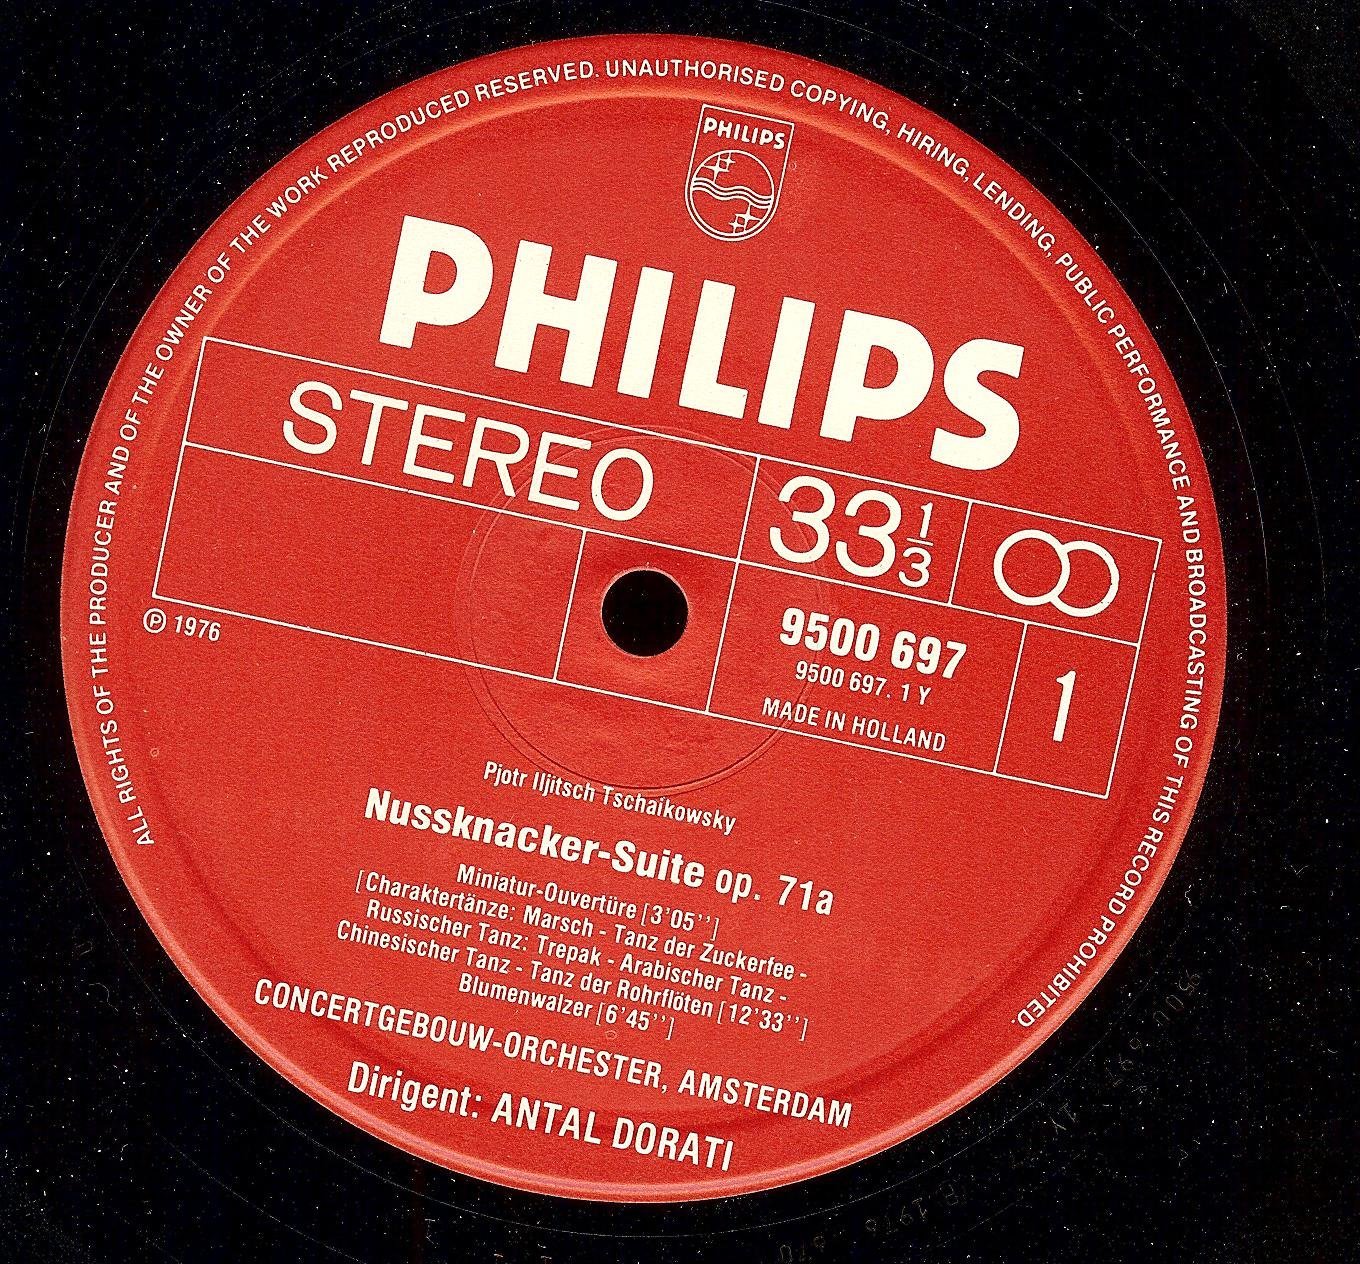 ALL RIGHTS OF THE PRODUCER AND OF THE OWNER OF THE WORK REPRODUCED RESERVED. UNAUTHORISED COPYING, HIRING, LENDING, PUBLIC PERFORMANCE AND BROADCASTING OF THIS RECORD PROHIBITED.
PHILIPS
PHILIPS
STEREO
33 1/3
9500 697
9500 697. 1 Y
MADE IN HOLLAND
1
℗ 1976
Pjotr Iljitsch Tschaikowsky
Nussknacker-Suite op. 71a
Miniatur-Ouvertüre [3'05'']
[Charaktertänze: Marsch - Tanz der Zuckerfee -
Russischer Tanz: Trepak - Arabischer Tanz -
Chinesischer Tanz - Tanz der Rohrflöten [12'33'']
Blumenwalzer [6'45'']
CONCERTGEBOUW-ORCHESTER, AMSTERDAM
Dirigent: ANTAL DORATI